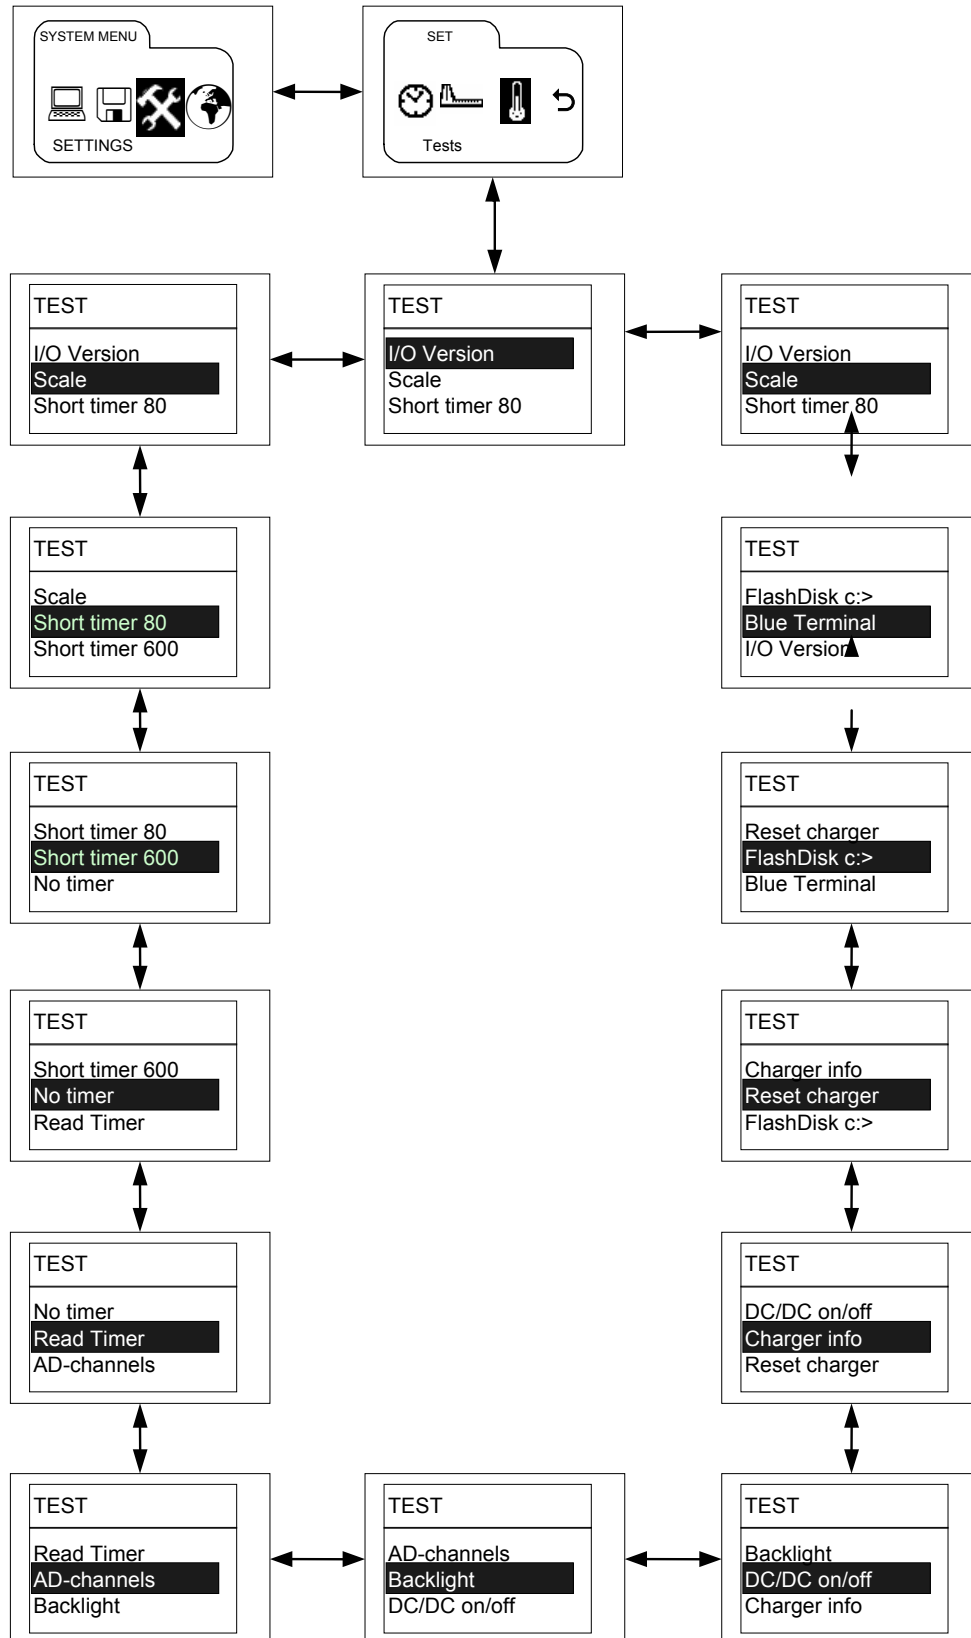 SYSTEM MENU
SETTINGS
SET
Tests
TEST
I/O Version
Scale
Short timer 80
TEST
I/O Version
Scale
Short timer 80
TEST
I/O Version
Scale
Short timer 80
TEST
Scale
Short timer 80
Short timer 600
TEST
FlashDisk c:>
Blue Terminal
I/O Version
TEST
Short timer 80
Short timer 600
No timer
TEST
Reset charger
FlashDisk c:>
Blue Terminal
TEST
Short timer 600
No timer
Read Timer
TEST
Charger info
Reset charger
FlashDisk c:>
TEST
No timer
Read Timer
AD-channels
TEST
DC/DC on/off
Charger info
Reset charger
TEST
Read Timer
AD-channels
Backlight
TEST
AD-channels
Backlight
DC/DC on/off
TEST
Backlight
DC/DC on/off
Charger info